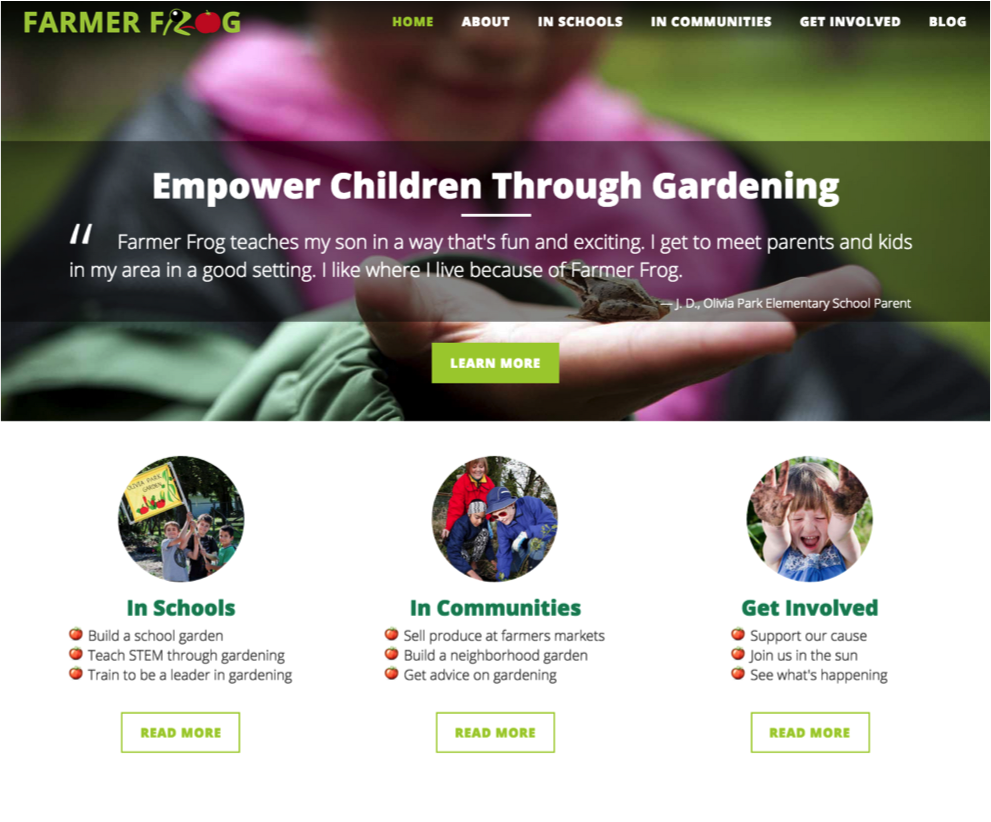 FARMER FROG
HOME ABOUT IN SCHOOLS IN COMMUNITIES GET INVOLVED BLOG
Empower Children Through Gardening
“ Farmer Frog teaches my son in a way that's fun and exciting. I get to meet parents and kids
in my area in a good setting. I like where I live because of Farmer Frog.
— J. D., Olivia Park Elementary School Parent
LEARN MORE
OLIVIA PARK
GARDEN
In Schools
Build a school garden
Teach STEM through gardening
Train to be a leader in gardening
READ MORE
In Communities
Sell produce at farmers markets
Build a neighborhood garden
Get advice on gardening
READ MORE
Get Involved
Support our cause
Join us in the sun
See what's happening
READ MORE